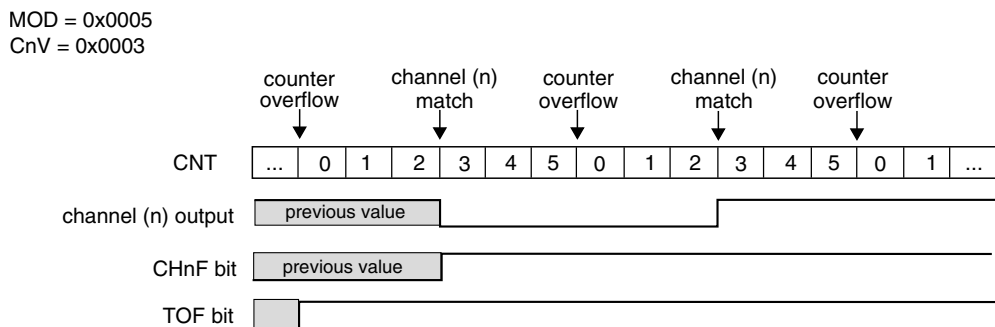 MOD = 0x0005
CnV = 0x0003
counter overflow
channel (n) match
counter overflow
channel (n) match
counter overflow
CNT ... 0 1 2 3 4 5 0 1 2 3 4 5 0 1 ...
channel (n) output previous value
CHnF bit previous value
TOF bit